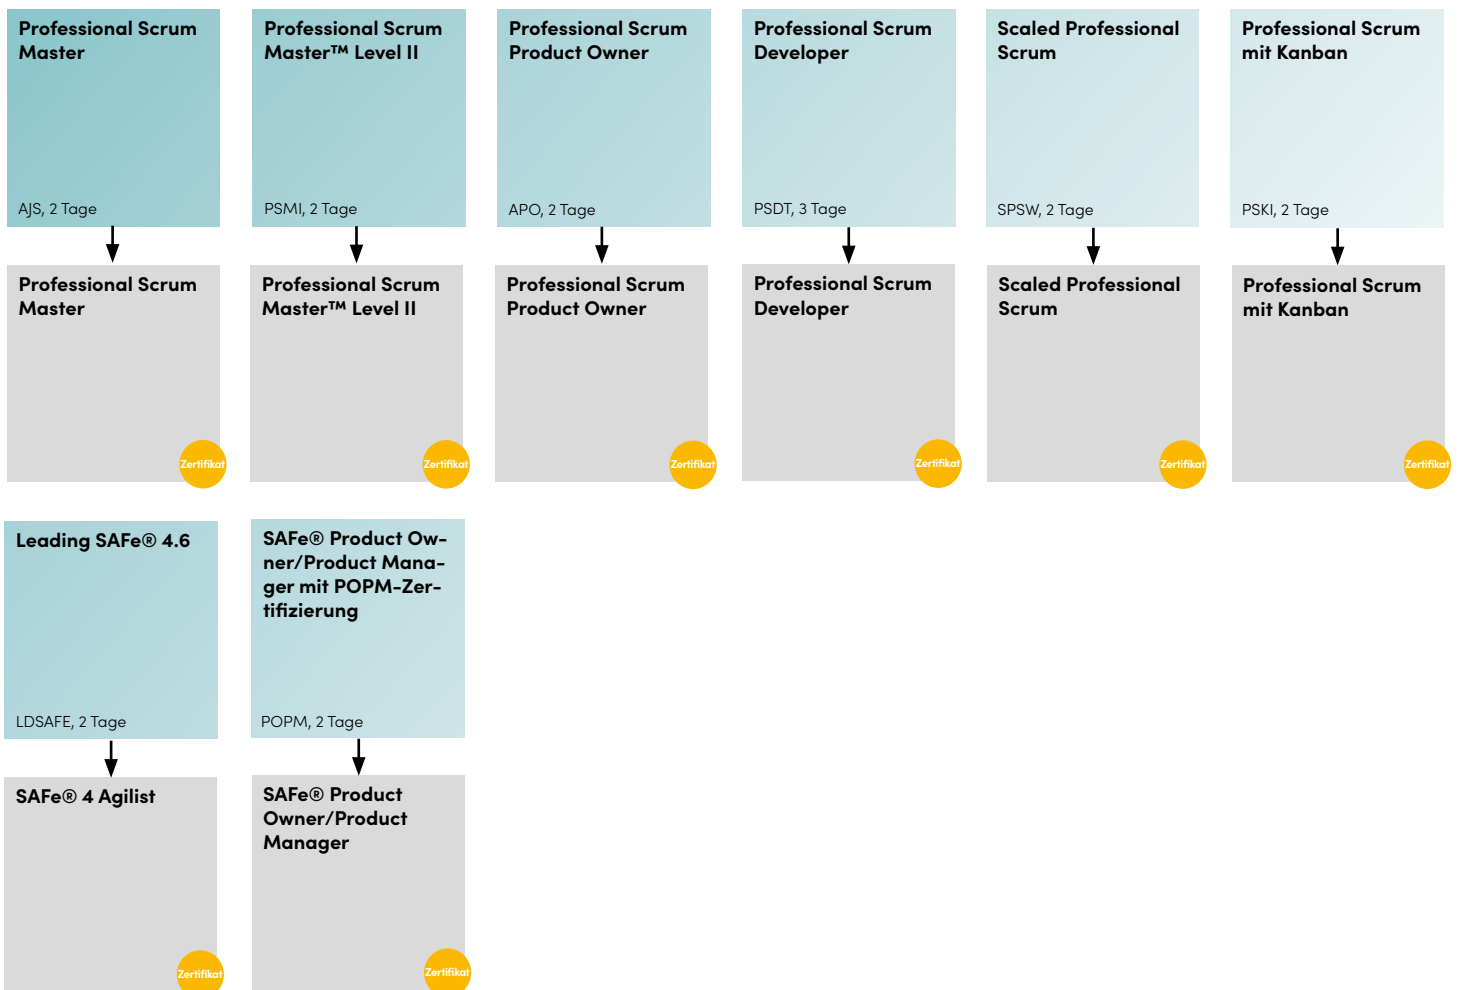 Professional Scrum
Master
AJS, 2 Tage
Professional Scrum
Master™ Level II
PSMI, 2 Tage
Professional Scrum
Product Owner
APO, 2 Tage
Professional Scrum
Developer
PSDT, 3 Tage
Scaled Professional
Scrum
SPSW, 2 Tage
Professional Scrum
mit Kanban
PSKI, 2 Tage
Professional Scrum
Master
Zertifikat
Professional Scrum
Master™ Level II
Zertifikat
Professional Scrum
Product Owner
Zertifikat
Professional Scrum
Developer
Zertifikat
Scaled Professional
Scrum
Zertifikat
Professional Scrum
mit Kanban
Zertifikat
Leading SAFe® 4.6
LDSAFE, 2 Tage
SAFe® Product Ow-
ner/Product Mana-
ger mit POPM-Zer-
tifizierung
POPM, 2 Tage
SAFe® 4 Agilist
Zertifikat
SAFe® Product
Owner/Product
Manager
Zertifikat